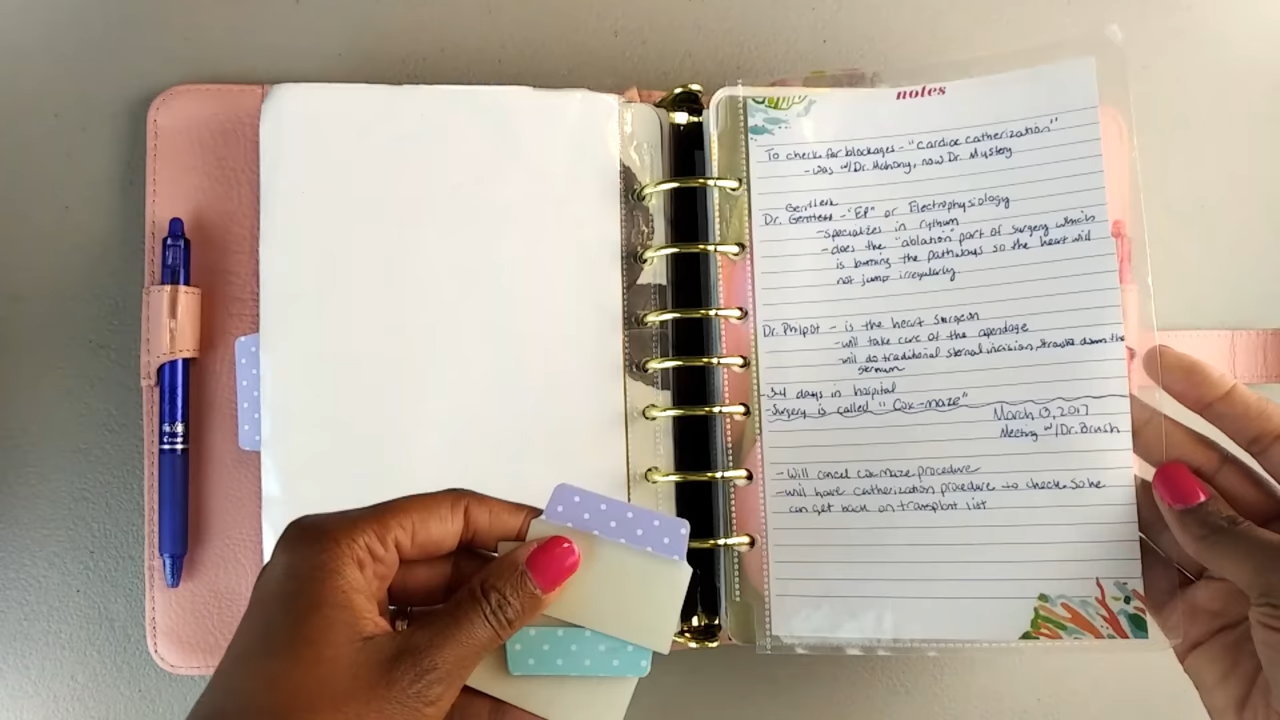 notes
To check for blockages - "Cardiac catherization"
- was w/ Dr. McHony, now Dr. Mystery
Gentlesk
Dr. Gentless - "EP" or Electrophysiology
- specializes in rythum
- does the "ablation" part of surgery which
is burning the pathways so the heart will
not jump irregularly
Dr. Philpot - is the heart surgeon
- will take care of the apendage
- will do traditional sternal incision, straight down the
sternum
3-4 days in hospital
- Surgery is called "Cox-maze"
March 13, 2017
Meeting w/ Dr. Brush
- Will cancel cox maze procedure
- will have catherization procedure to check so he
can get back on transplant list
FriXion
Pilot